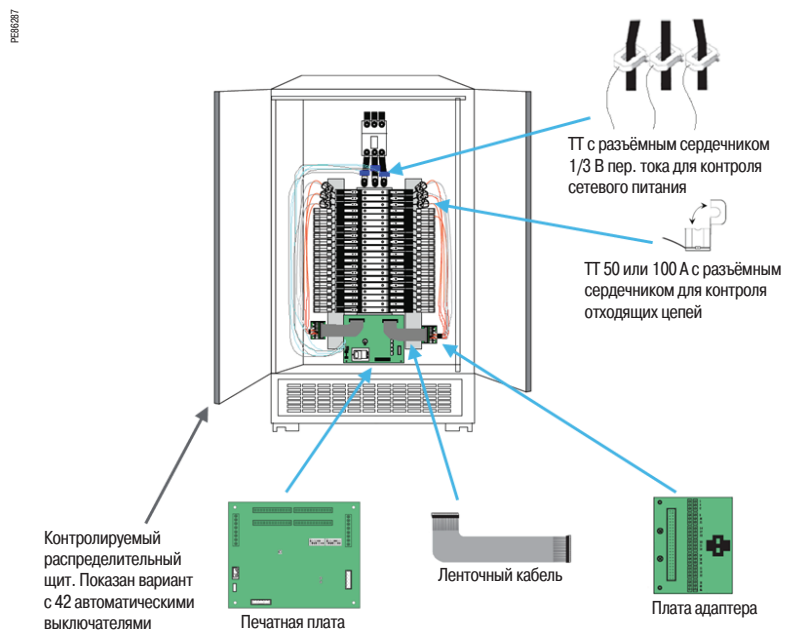 PE86287
ТТ с разъёмным сердечником
1/3 В пер. тока для контроля
сетевого питания
ТТ 50 или 100 А с разъёмным
сердечником для контроля
отходящих цепей
Контролируемый
распределительный
щит. Показан вариант
с 42 автоматическими
выключателями
Печатная плата
Ленточный кабель
Плата адаптера